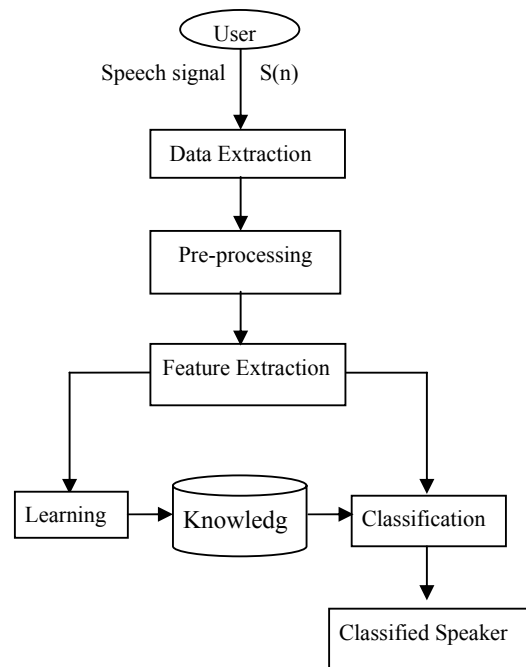 User
Speech signal S(n)
Data Extraction
Pre-processing
Feature Extraction
Learning
Knowledg
Classification
Classified Speaker